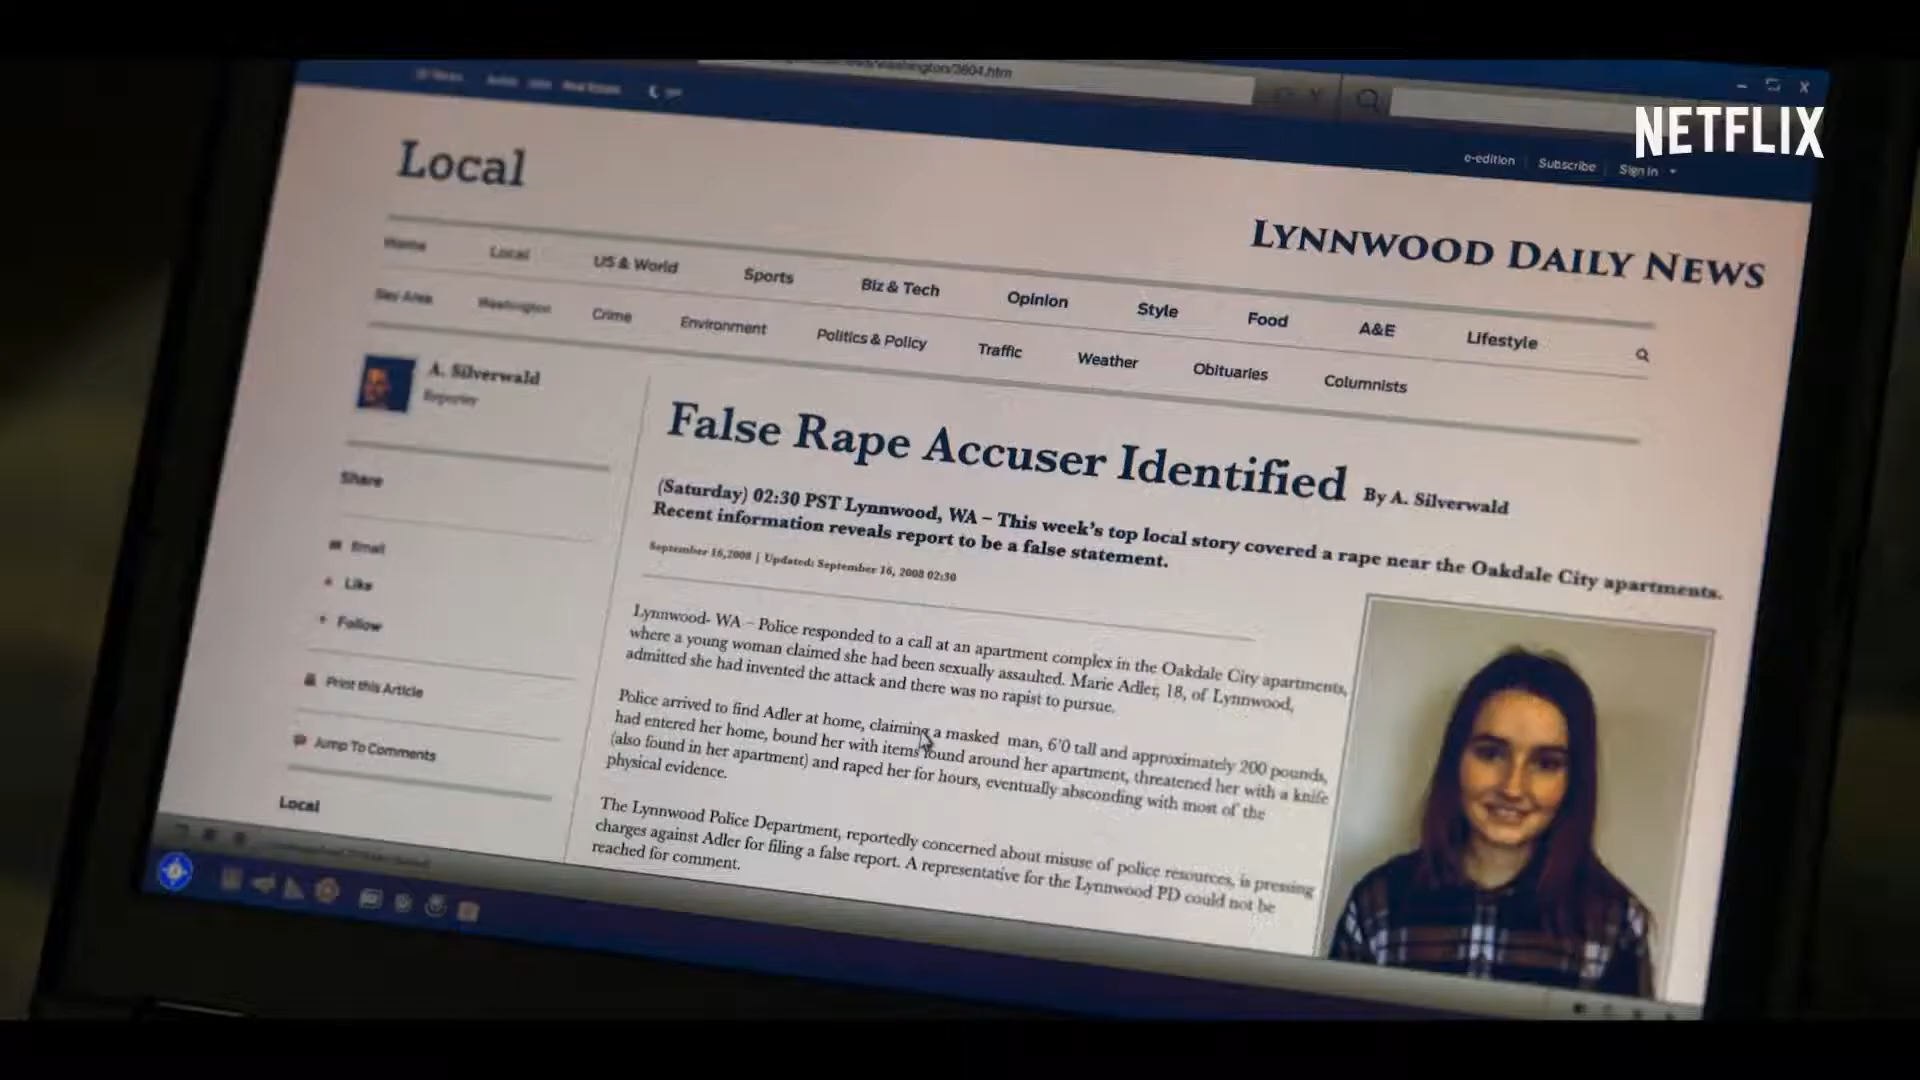 washington/3604.htm
NETFLIX
e-edition Subscribe Sign In
Local
LYNNWOOD DAILY NEWS
Home Local US & World Sports Biz & Tech Opinion Style Food A&E Lifestyle
Bay Area Washington Crime Environment Politics & Policy Traffic Weather Obituaries Columnists
A. Silverwald
Reporter
Share
Email
Like
Follow
Print this Article
Jump To Comments
Local
False Rape Accuser Identified By A. Silverwald
(Saturday) 02:30 PST Lynnwood, WA – This week's top local story covered a rape near the Oakdale City apartments.
Recent information reveals report to be a false statement.
September 16,2008 | Updated: September 16, 2008 02:30
Lynnwood- WA – Police responded to a call at an apartment complex in the Oakdale City apartments,
where a young woman claimed she had been sexually assaulted. Marie Adler, 18, of Lynnwood,
admitted she had invented the attack and there was no rapist to pursue.
Police arrived to find Adler at home, claiming a masked man, 6'0 tall and approximately 200 pounds,
had entered her home, bound her with items found around her apartment, threatened her with a knife
(also found in her apartment) and raped her for hours, eventually absconding with most of the
physical evidence.
The Lynnwood Police Department, reportedly concerned about misuse of police resources, is pressing
charges against Adler for filing a false report. A representative for the Lynnwood PD could not be
reached for comment.